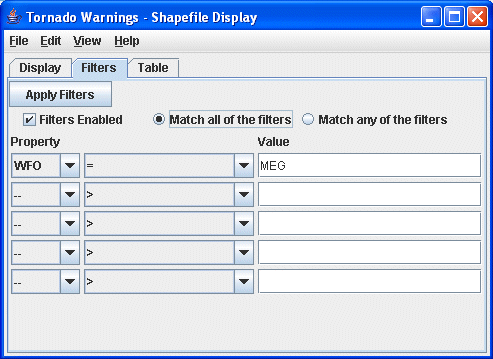 Tornado Warnings - Shapefile Display
File Edit View Help
Display Filters Table
Apply Filters
Filters Enabled Match all of the filters Match any of the filters
Property Value
WFO = MEG
-- >
-- >
-- >
-- >